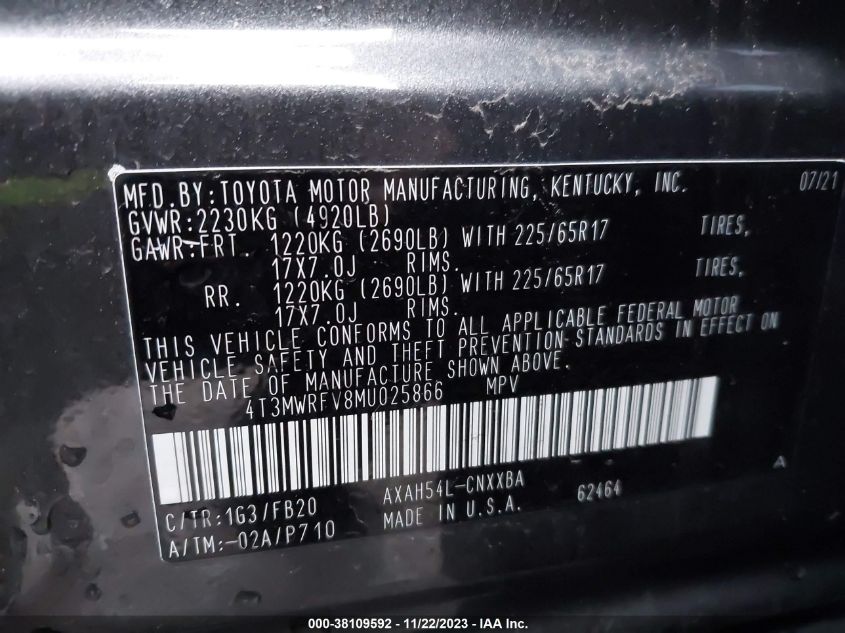 MFD.BY:TOYOTA MOTOR MANUFACTURING, KENTUCKY, INC. 07/21
GVWR:2230KG (4920LB)
GAWR:FRT. 1220KG (2690LB) WITH 225/65R17 TIRES,
17X7.0J RIMS.
RR. 1220KG (2690LB) WITH 225/65R17 TIRES,
17X7.0J RIMS.
THIS VEHICLE CONFORMS TO ALL APPLICABLE FEDERAL MOTOR
VEHICLE SAFETY AND THEFT PREVENTION STANDARDS IN EFFECT ON
THE DATE OF MANUFACTURE SHOWN ABOVE.
4T3MWRFV8MU025866 MPV
A
C/TR:1G3/FB20 AXAH54L-CNXXBA 62464
A/TM:-02A/P710 MADE IN U.S.A.
000-38109592 - 11/22/2023 - IAA Inc.